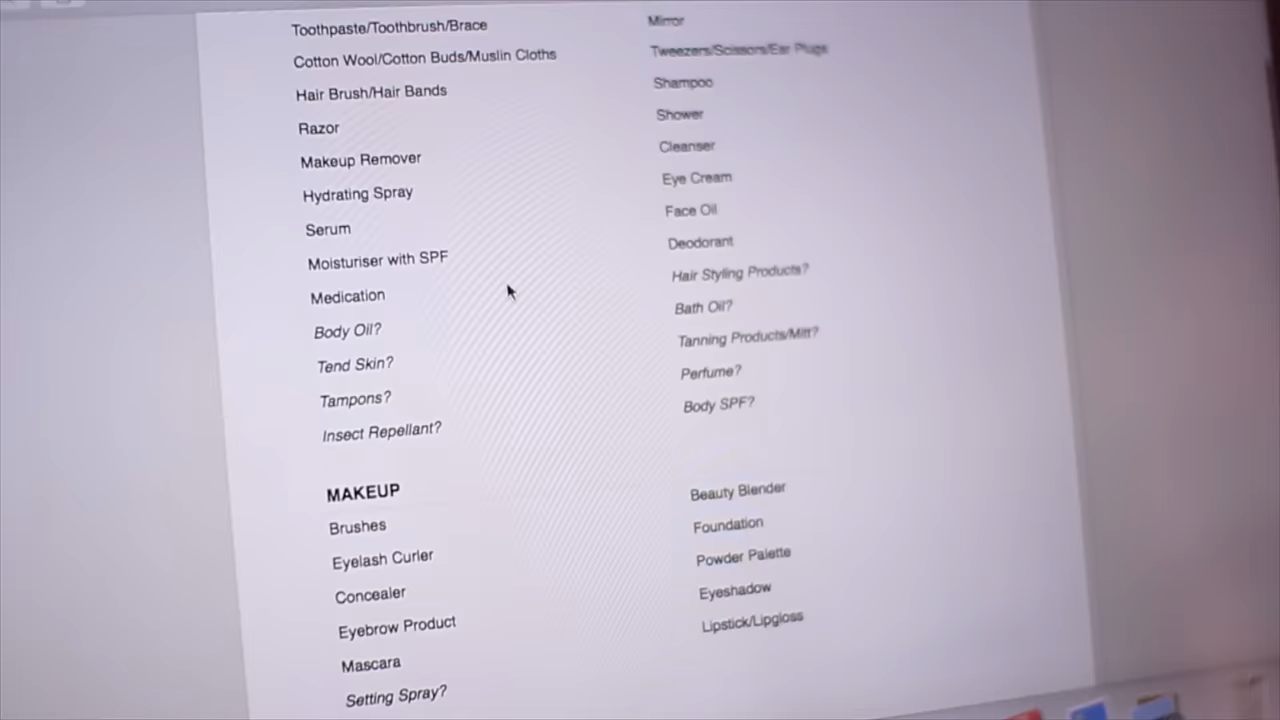 Toothpaste/Toothbrush/Brace
Cotton Wool/Cotton Buds/Muslin Cloths
Hair Brush/Hair Bands
Razor
Makeup Remover
Hydrating Spray
Serum
Moisturiser with SPF
Medication
Body Oil?
Tend Skin?
Tampons?
Insect Repellant?
Mirror
Tweezers/Scissors/Ear Plugs
Shampoo
Shower
Cleanser
Eye Cream
Face Oil
Deodorant
Hair Styling Products?
Bath Oil?
Tanning Products/Mitt?
Perfume?
Body SPF?
MAKEUP
Brushes
Eyelash Curler
Concealer
Eyebrow Product
Mascara
Setting Spray?
Beauty Blender
Foundation
Powder Palette
Eyeshadow
Lipstick/Lipgloss